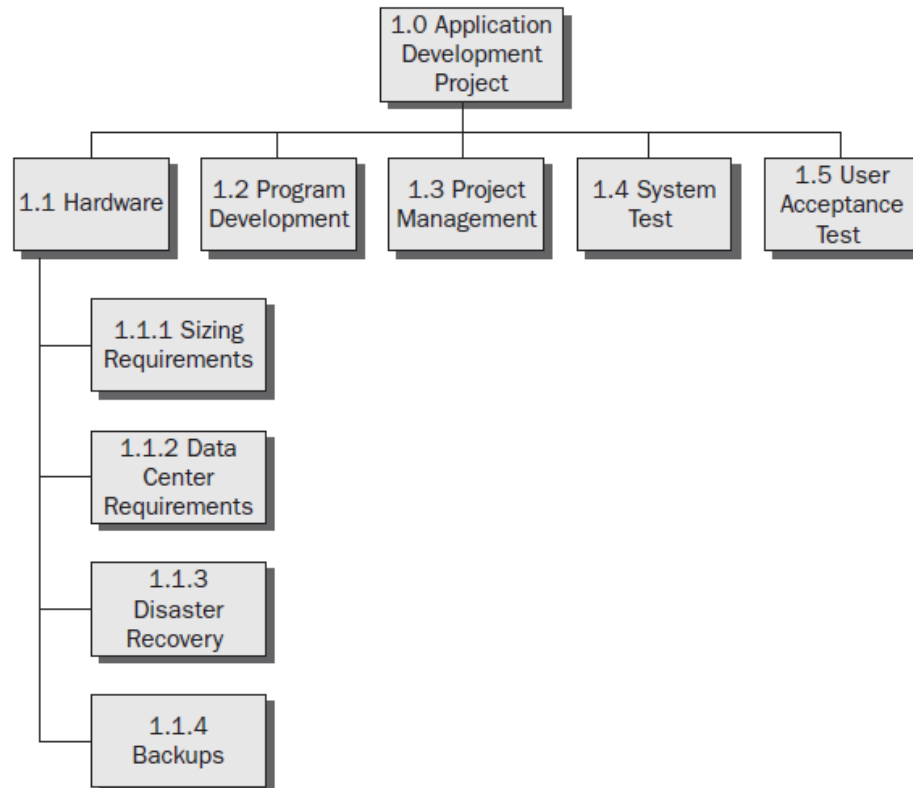 1.0 Application
Development
Project
1.1 Hardware
1.2 Program
Development
1.3 Project
Management
1.4 System
Test
1.5 User
Acceptance
Test
1.1.1 Sizing
Requirements
1.1.2 Data
Center
Requirements
1.1.3
Disaster
Recovery
1.1.4
Backups